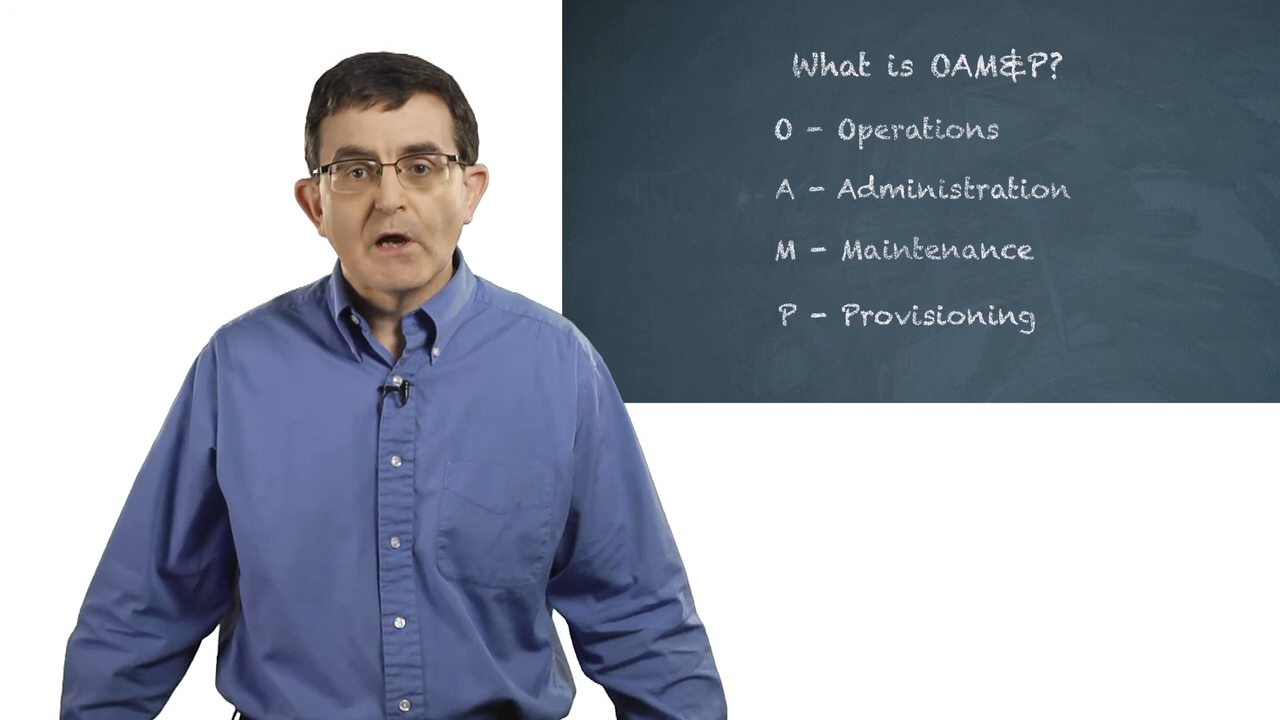 What is OAM&P?
O - Operations
A - Administration
M - Maintenance
P - Provisioning